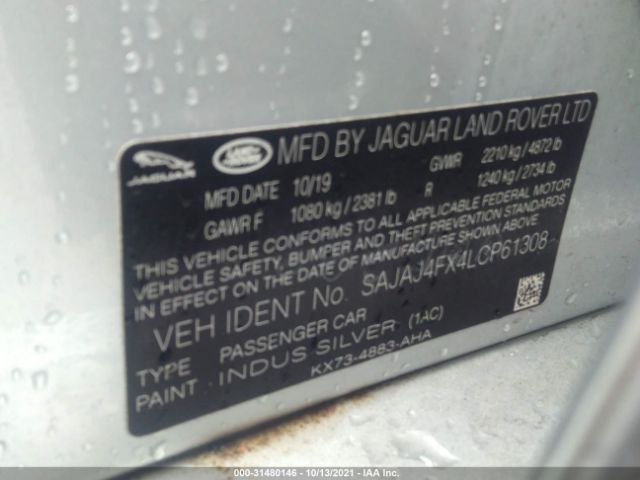 JAGUAR
LAND ROVER
MFD BY JAGUAR LAND ROVER LTD
MFD DATE 10/19 GVWR 2210 kg / 4872 lb
GAWR F 1080 kg / 2381 lb R 1240 kg / 2734 lb
THIS VEHICLE CONFORMS TO ALL APPLICABLE FEDERAL MOTOR
VEHICLE SAFETY, BUMPER AND THEFT PREVENTION STANDARDS
IN EFFECT ON THE DATE OF MANUFACTURE SHOWN ABOVE
VEH IDENT No. SAJAJ4FX4LCP61308
TYPE PASSENGER CAR
PAINT INDUS SILVER (1AC)
KX73-4883-AHA
000-31480146 • 10/13/2021 • IAA Inc.